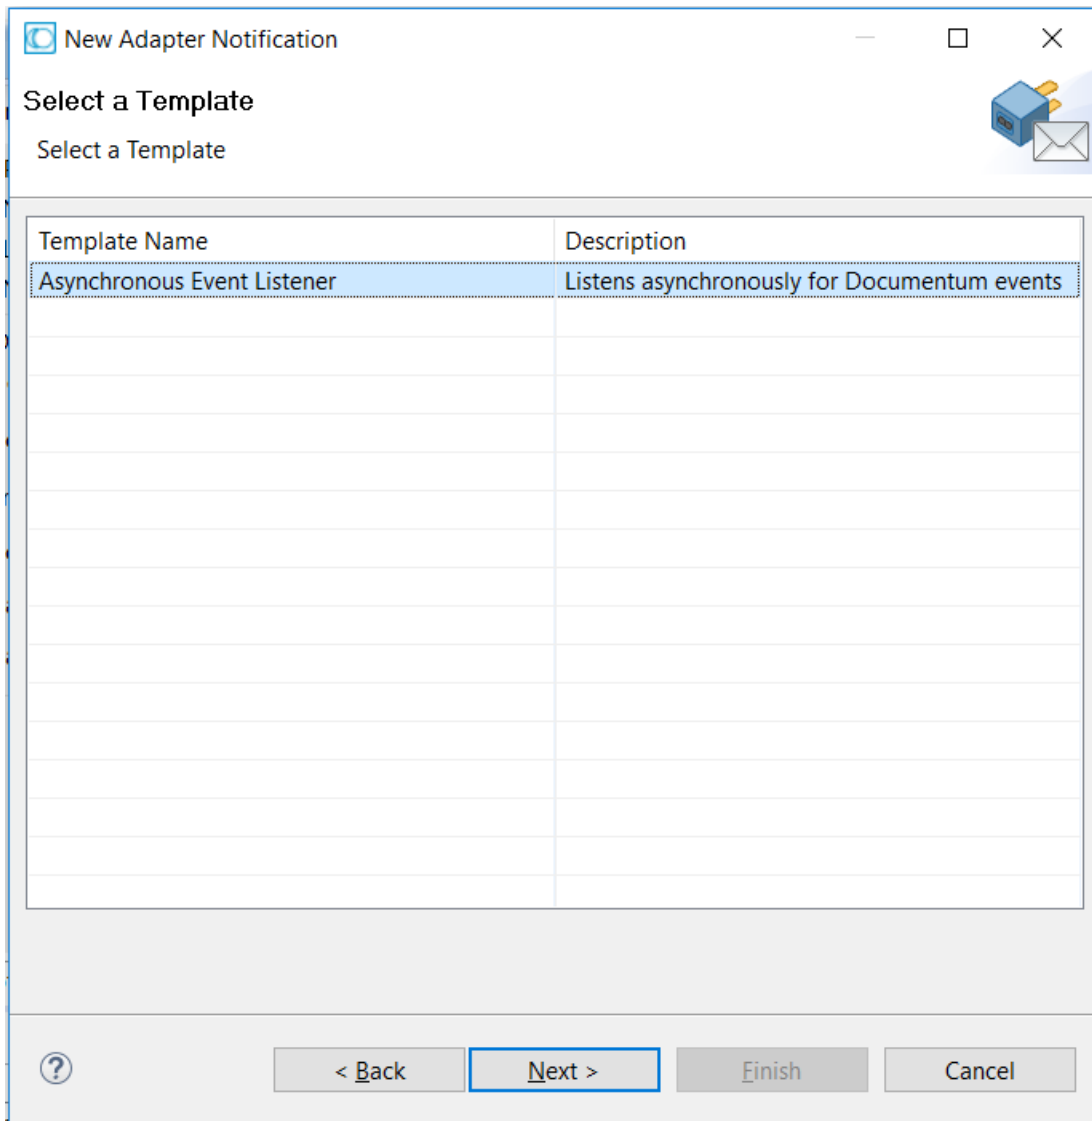 New Adapter Notification
Select a Template
Select a Template
Template Name Description
Asynchronous Event Listener Listens asynchronously for Documentum events
? < Back Next > Finish Cancel